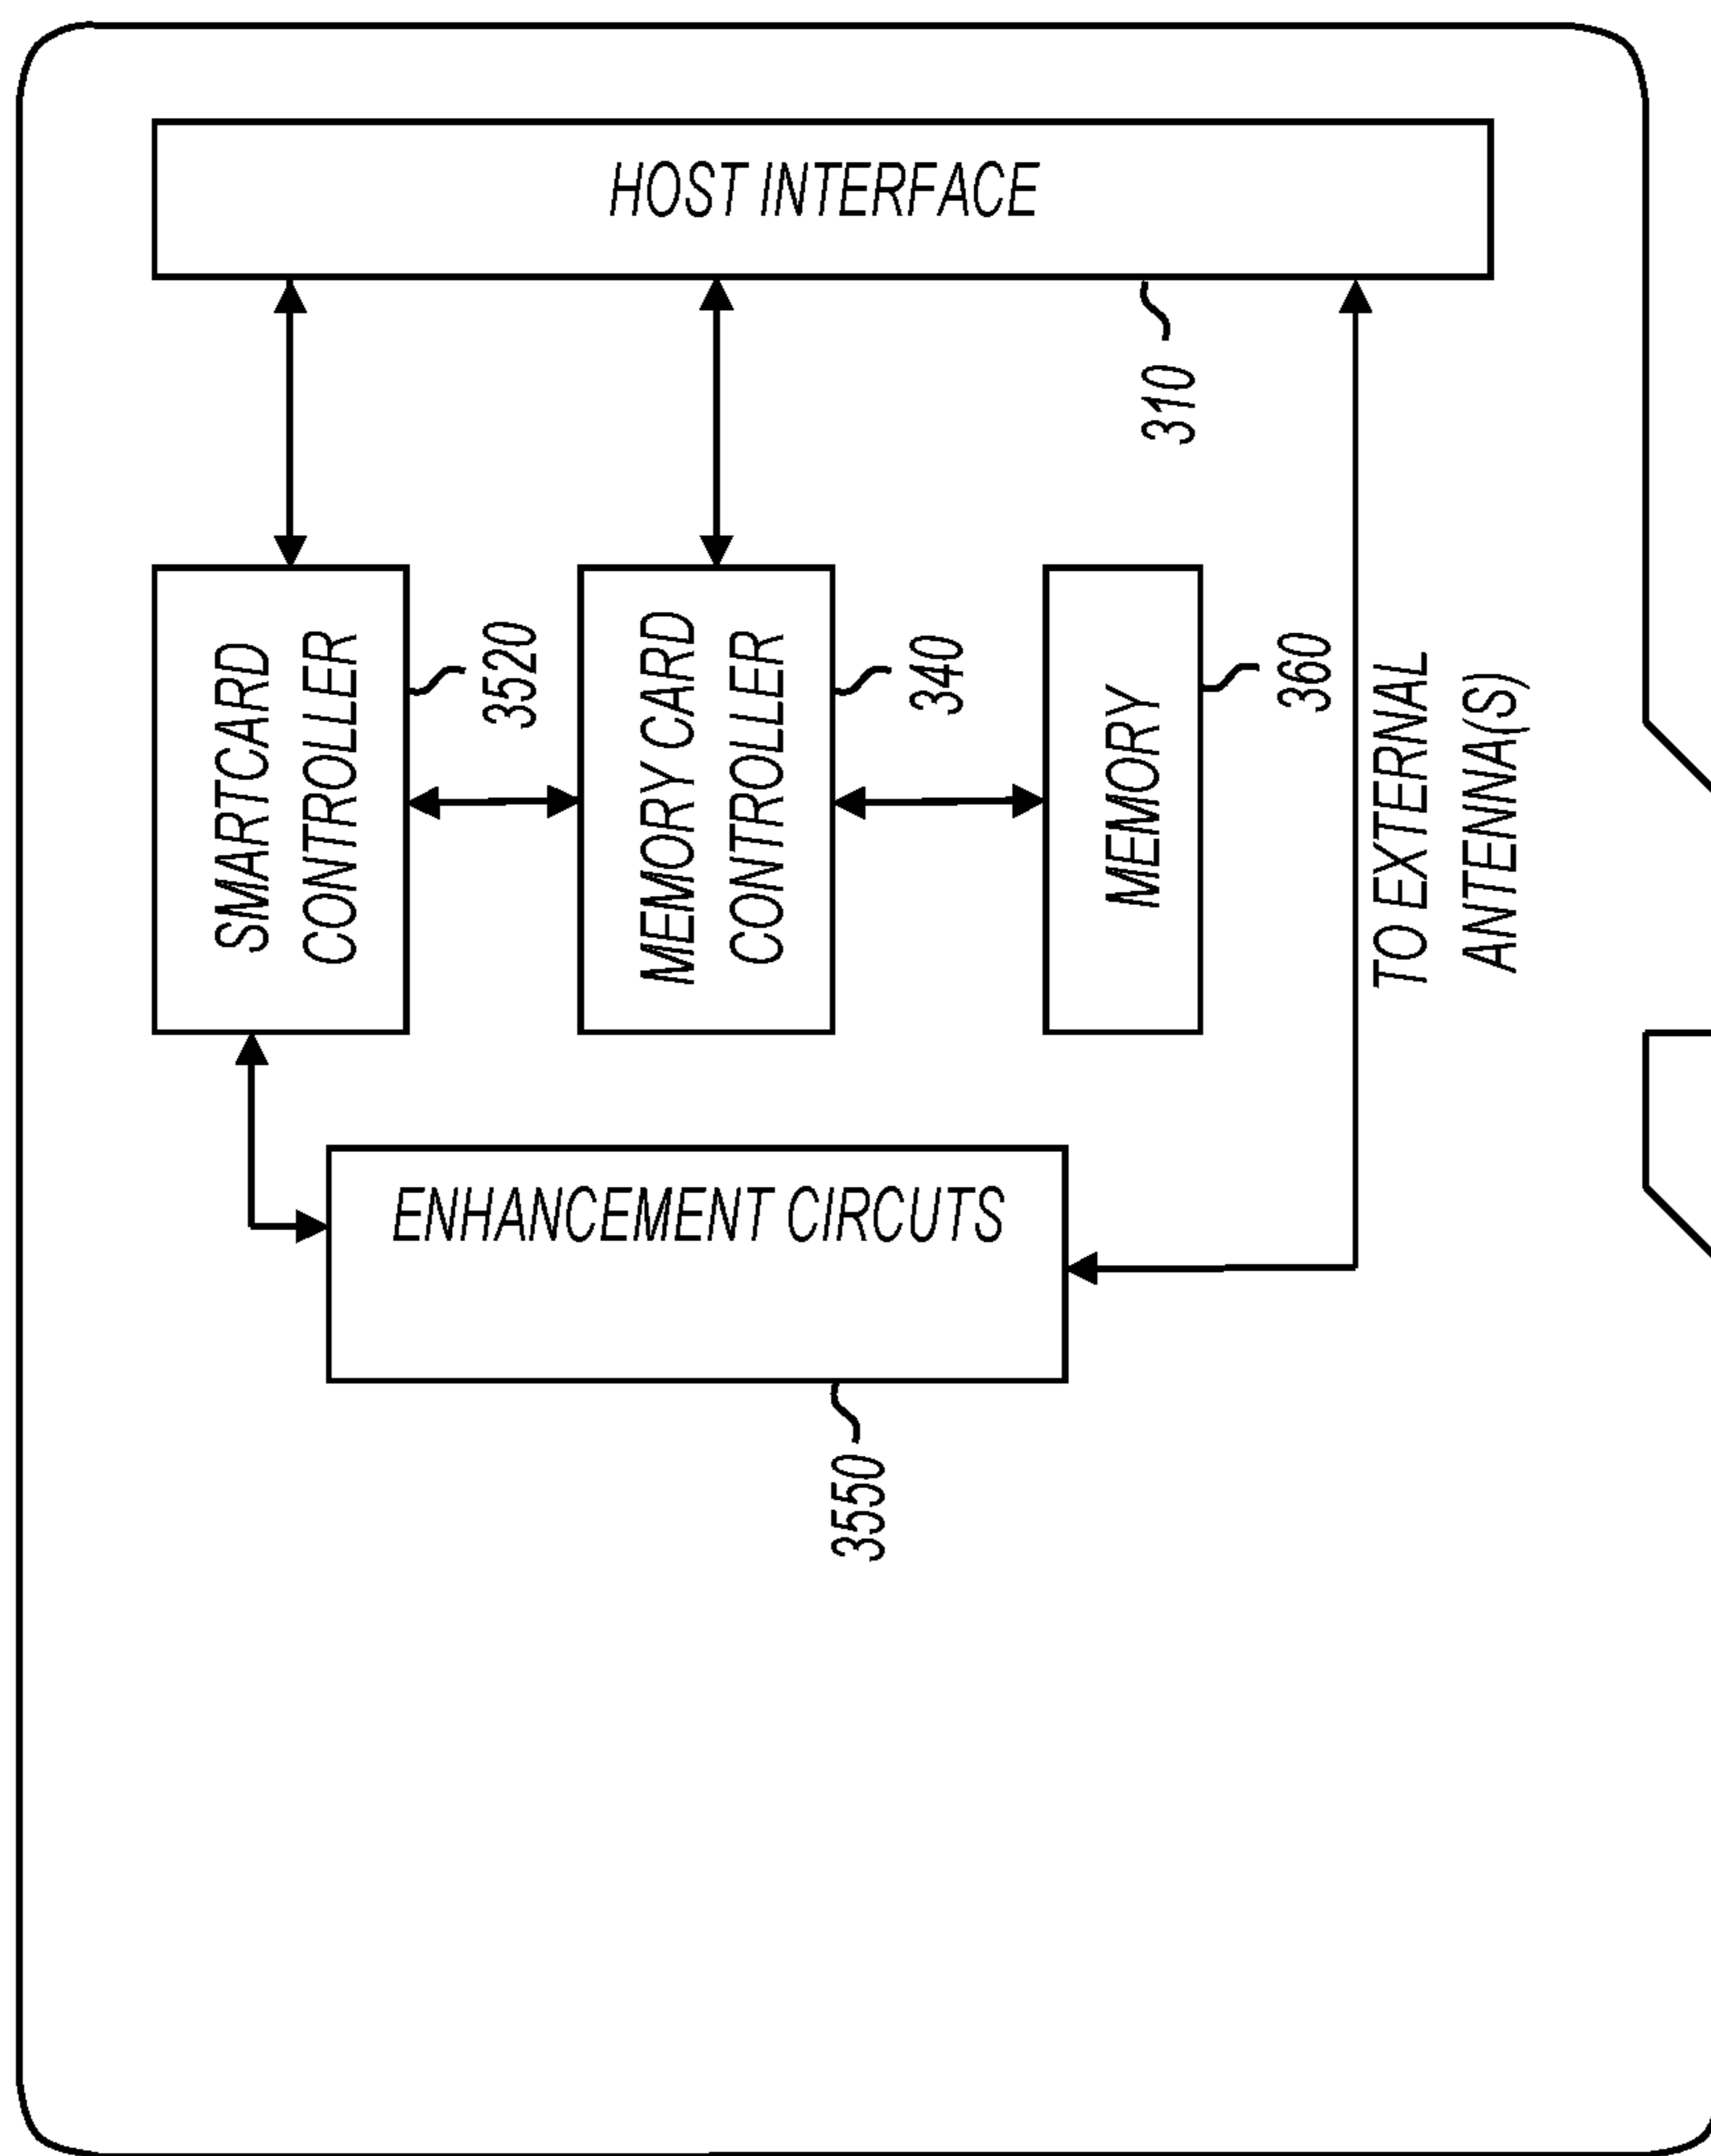 HOST INTERFACE
310
SMARTCARD
CONTROLLER
3520
MEMORY CARD
CONTROLLER
340
MEMORY
360
TO EXTERNAL
ANTENNA(S)
ENHANCEMENT CIRCUTS
3550